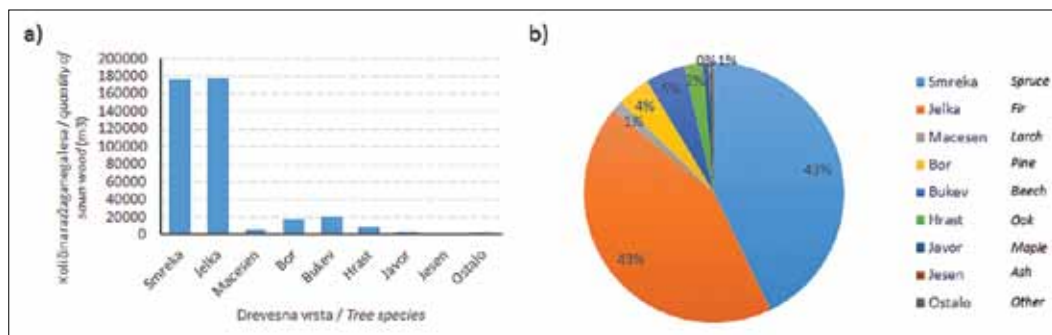 a)
Količina razžaganega lesa / quantity of
sawn wood (m3)
200000
180000
160000
140000
120000
100000
80000
60000
40000
20000
0
Smreka
Jelka
Macesen
Bor
Bukev
Hrast
Javor
Jesen
Ostalo
Drevesna vrsta / Tree species
b)
0%
1%
2%
5%
4%
1%
43%
43%
Smreka Spruce
Jelka Fir
Macesen Larch
Bor Pine
Bukev Beech
Hrast Oak
Javor Maple
Jesen Ash
Ostalo Other